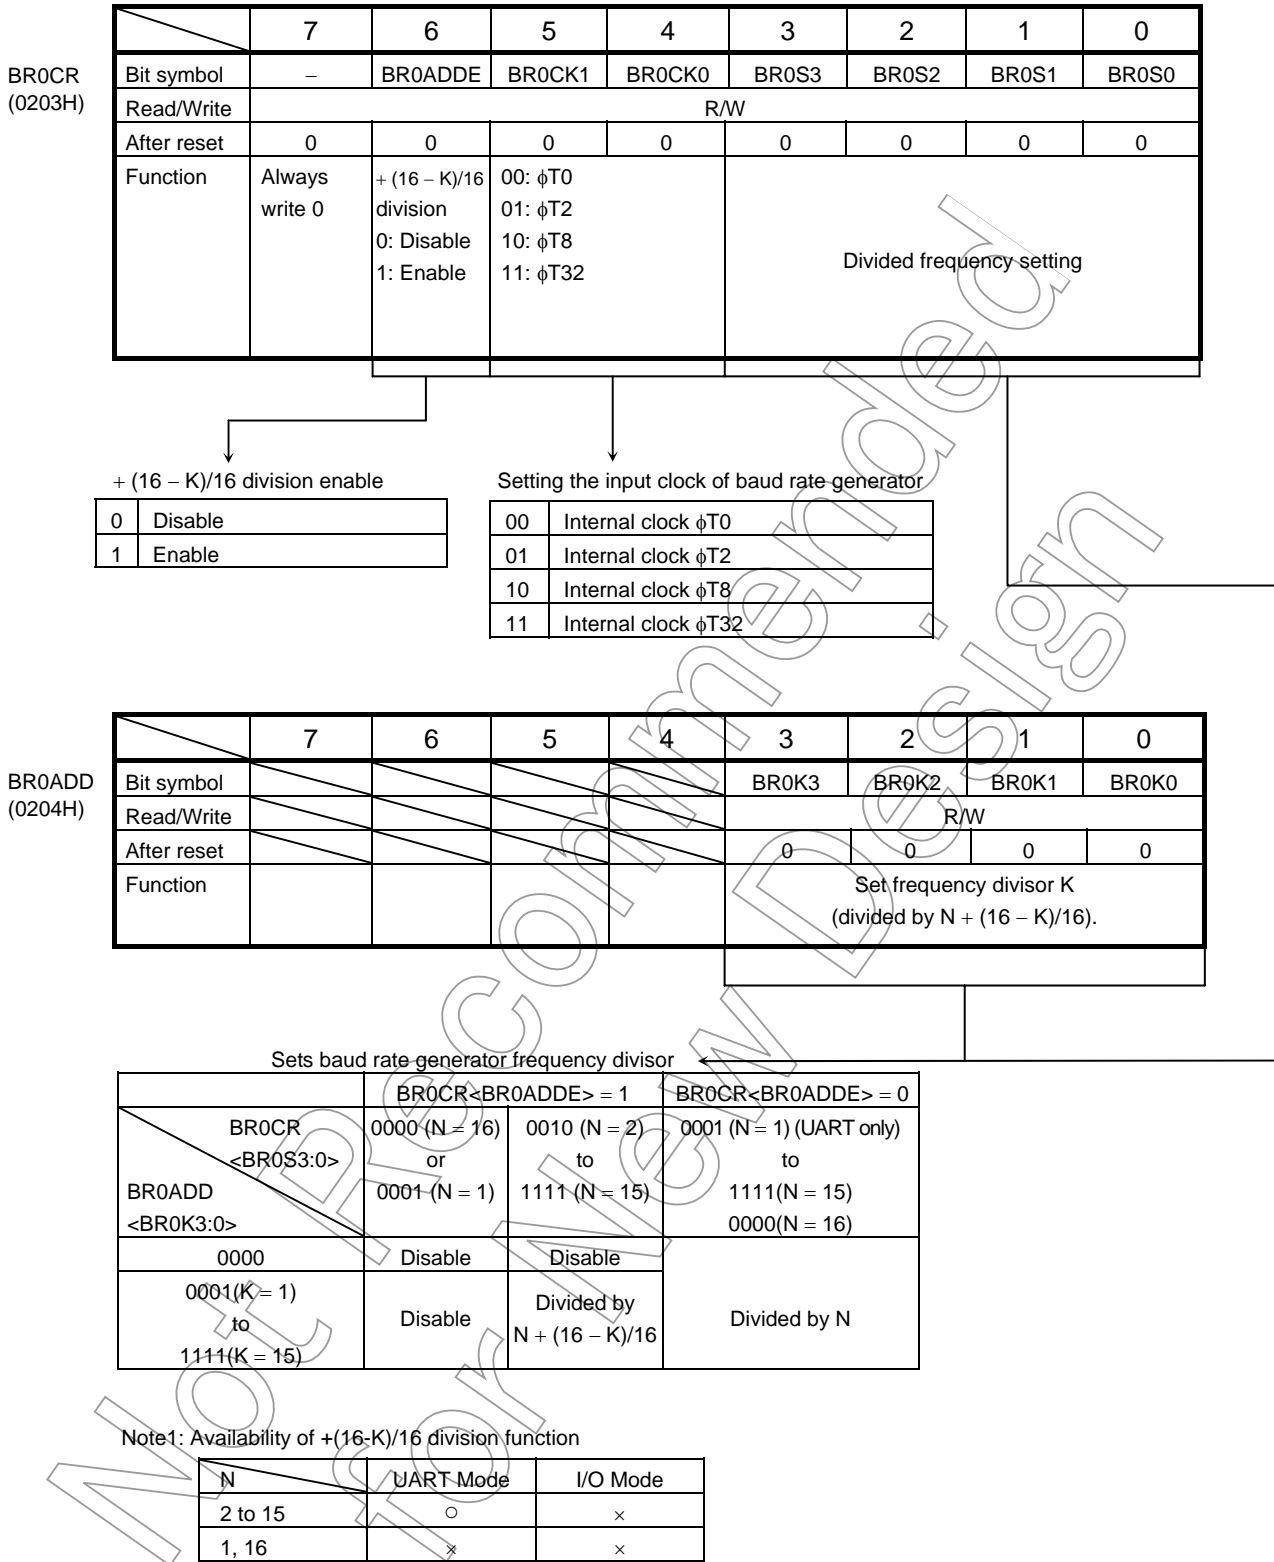 7 6 5 4 3 2 1 0
BR0CR
(0203H)
Bit symbol – BR0ADDE BR0CK1 BR0CK0 BR0S3 BR0S2 BR0S1 BR0S0
Read/Write R/W
After reset 0 0 0 0 0 0 0 0
Function
Always
write 0
+ (16 – K)/16
division
0: Disable
1: Enable
00: ϕT0
01: ϕT2
10: ϕT8
11: ϕT32
Divided frequency setting
+ (16 – K)/16 division enable
0 Disable
1 Enable
Setting the input clock of baud rate generator
00 Internal clock ϕT0
01 Internal clock ϕT2
10 Internal clock ϕT8
11 Internal clock ϕT32
7 6 5 4 3 2 1 0
BR0ADD
(0204H)
Bit symbol BR0K3 BR0K2 BR0K1 BR0K0
Read/Write R/W
After reset 0 0 0 0
Function
Set frequency divisor K
(divided by N + (16 – K)/16).
Sets baud rate generator frequency divisor
BR0CR<BR0ADDE> = 1 BR0CR<BR0ADDE> = 0
BR0CR
<BR0S3:0>
BR0ADD
<BR0K3:0>
0000 (N = 16)
or
0001 (N = 1)
0010 (N = 2)
to
1111 (N = 15)
0001 (N = 1) (UART only)
to
1111(N = 15)
0000(N = 16)
0000 Disable Disable
0001(K = 1)
to
1111(K = 15)
Disable
Divided by
N + (16 – K)/16
Divided by N
Note1: Availability of +(16-K)/16 division function
N UART Mode I/O Mode
2 to 15 ○ ×
1, 16 × ×
Not Recommended
for New Design